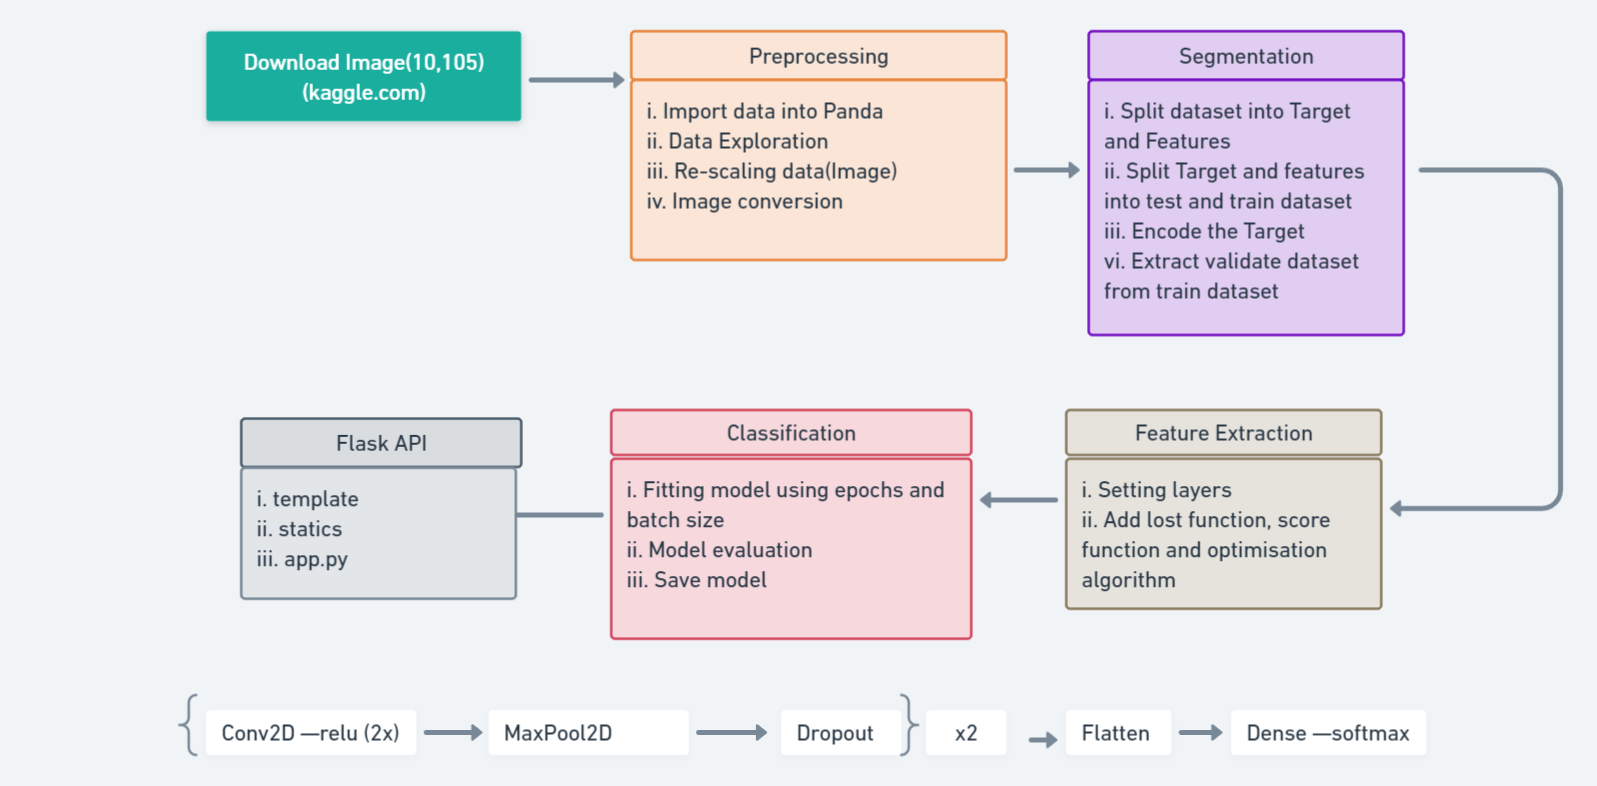 Download Image(10,105)
(kaggle.com)
Preprocessing
i. Import data into Panda
ii. Data Exploration
iii. Re-scaling data(Image)
iv. Image conversion
Segmentation
i. Split dataset into Target
and Features
ii. Split Target and features
into test and train dataset
iii. Encode the Target
vi. Extract validate dataset
from train dataset
Feature Extraction
i. Setting layers
ii. Add lost function, score
function and optimisation
algorithm
Classification
i. Fitting model using epochs and
batch size
ii. Model evaluation
iii. Save model
Flask API
i. template
ii. statics
iii. app.py
Conv2D —relu (2x)
MaxPool2D
Dropout
x2
Flatten
Dense —softmax